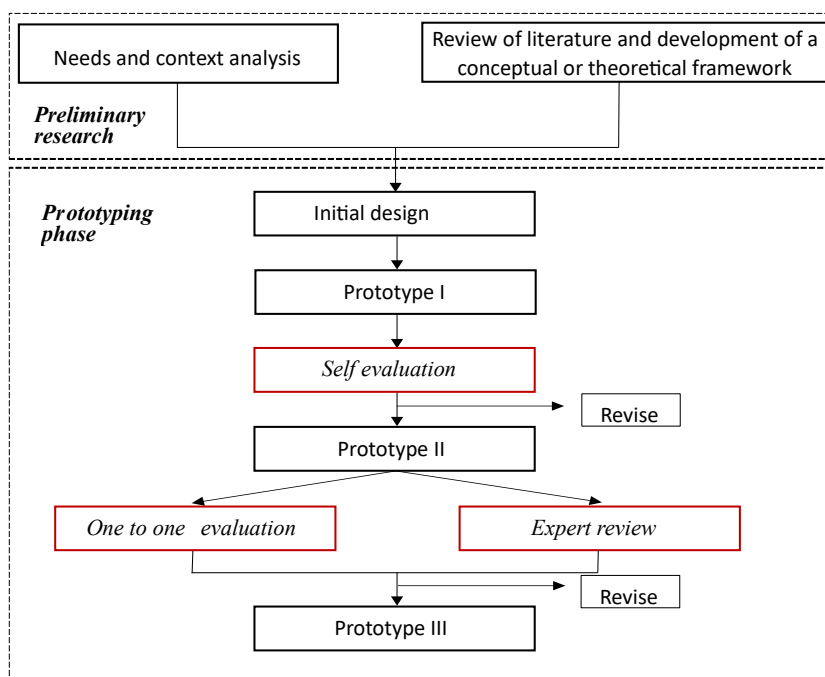 Needs and context analysis
Review of literature and development of a
conceptual or theoretical framework
Preliminary
research
Prototyping
phase
Initial design
Prototype I
Self evaluation
Revise
Prototype II
One to one evaluation
Expert review
Revise
Prototype III